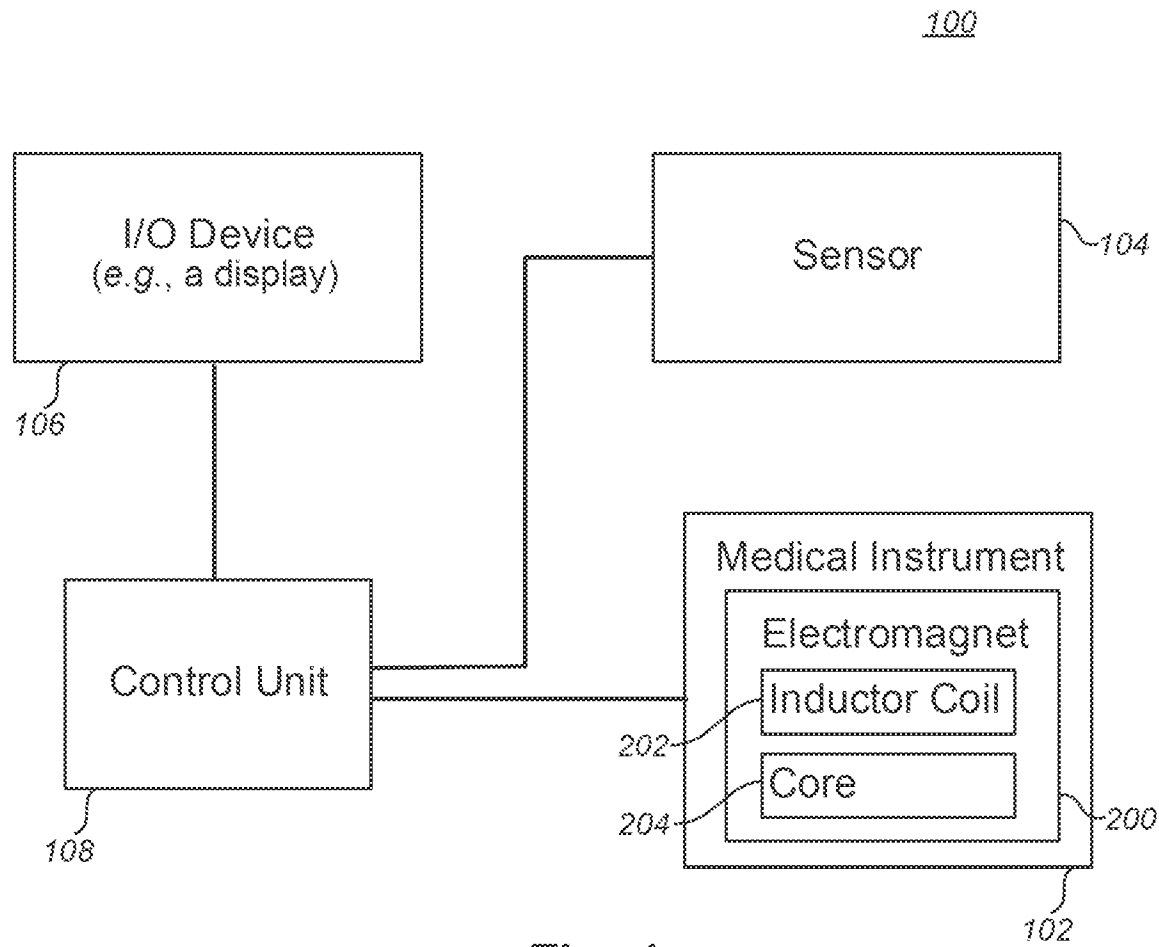 100
I/O Device
(e.g., a display)
106
Sensor
104
Control Unit
108
Medical Instrument
Electromagnet
Inductor Coil
202
Core
204
200
102